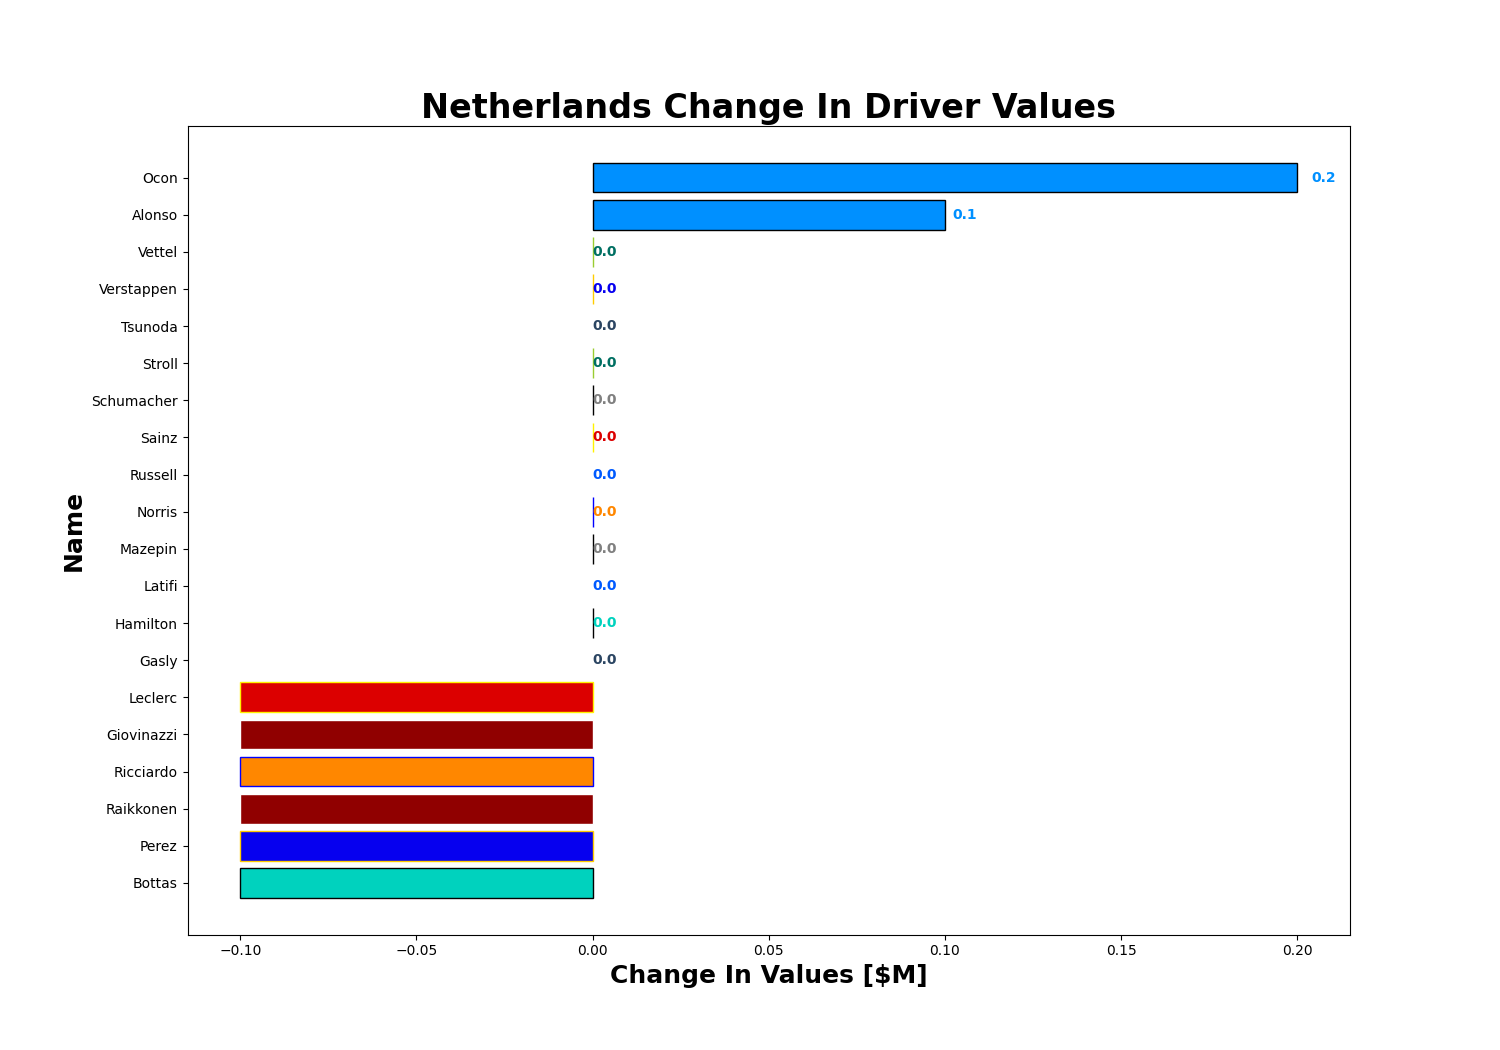 Netherlands Change In Driver Values
Ocon
0.2
Alonso
0.1
Vettel
0.0
Verstappen
0.0
Tsunoda
0.0
Stroll
0.0
Schumacher
0.0
Sainz
0.0
Russell
0.0
Norris
0.0
Mazepin
0.0
Latifi
0.0
Hamilton
0.0
Gasly
0.0
Leclerc
Giovinazzi
Ricciardo
Raikkonen
Perez
Bottas
Name
−0.10
−0.05
0.00
0.05
0.10
0.15
0.20
Change In Values [$M]